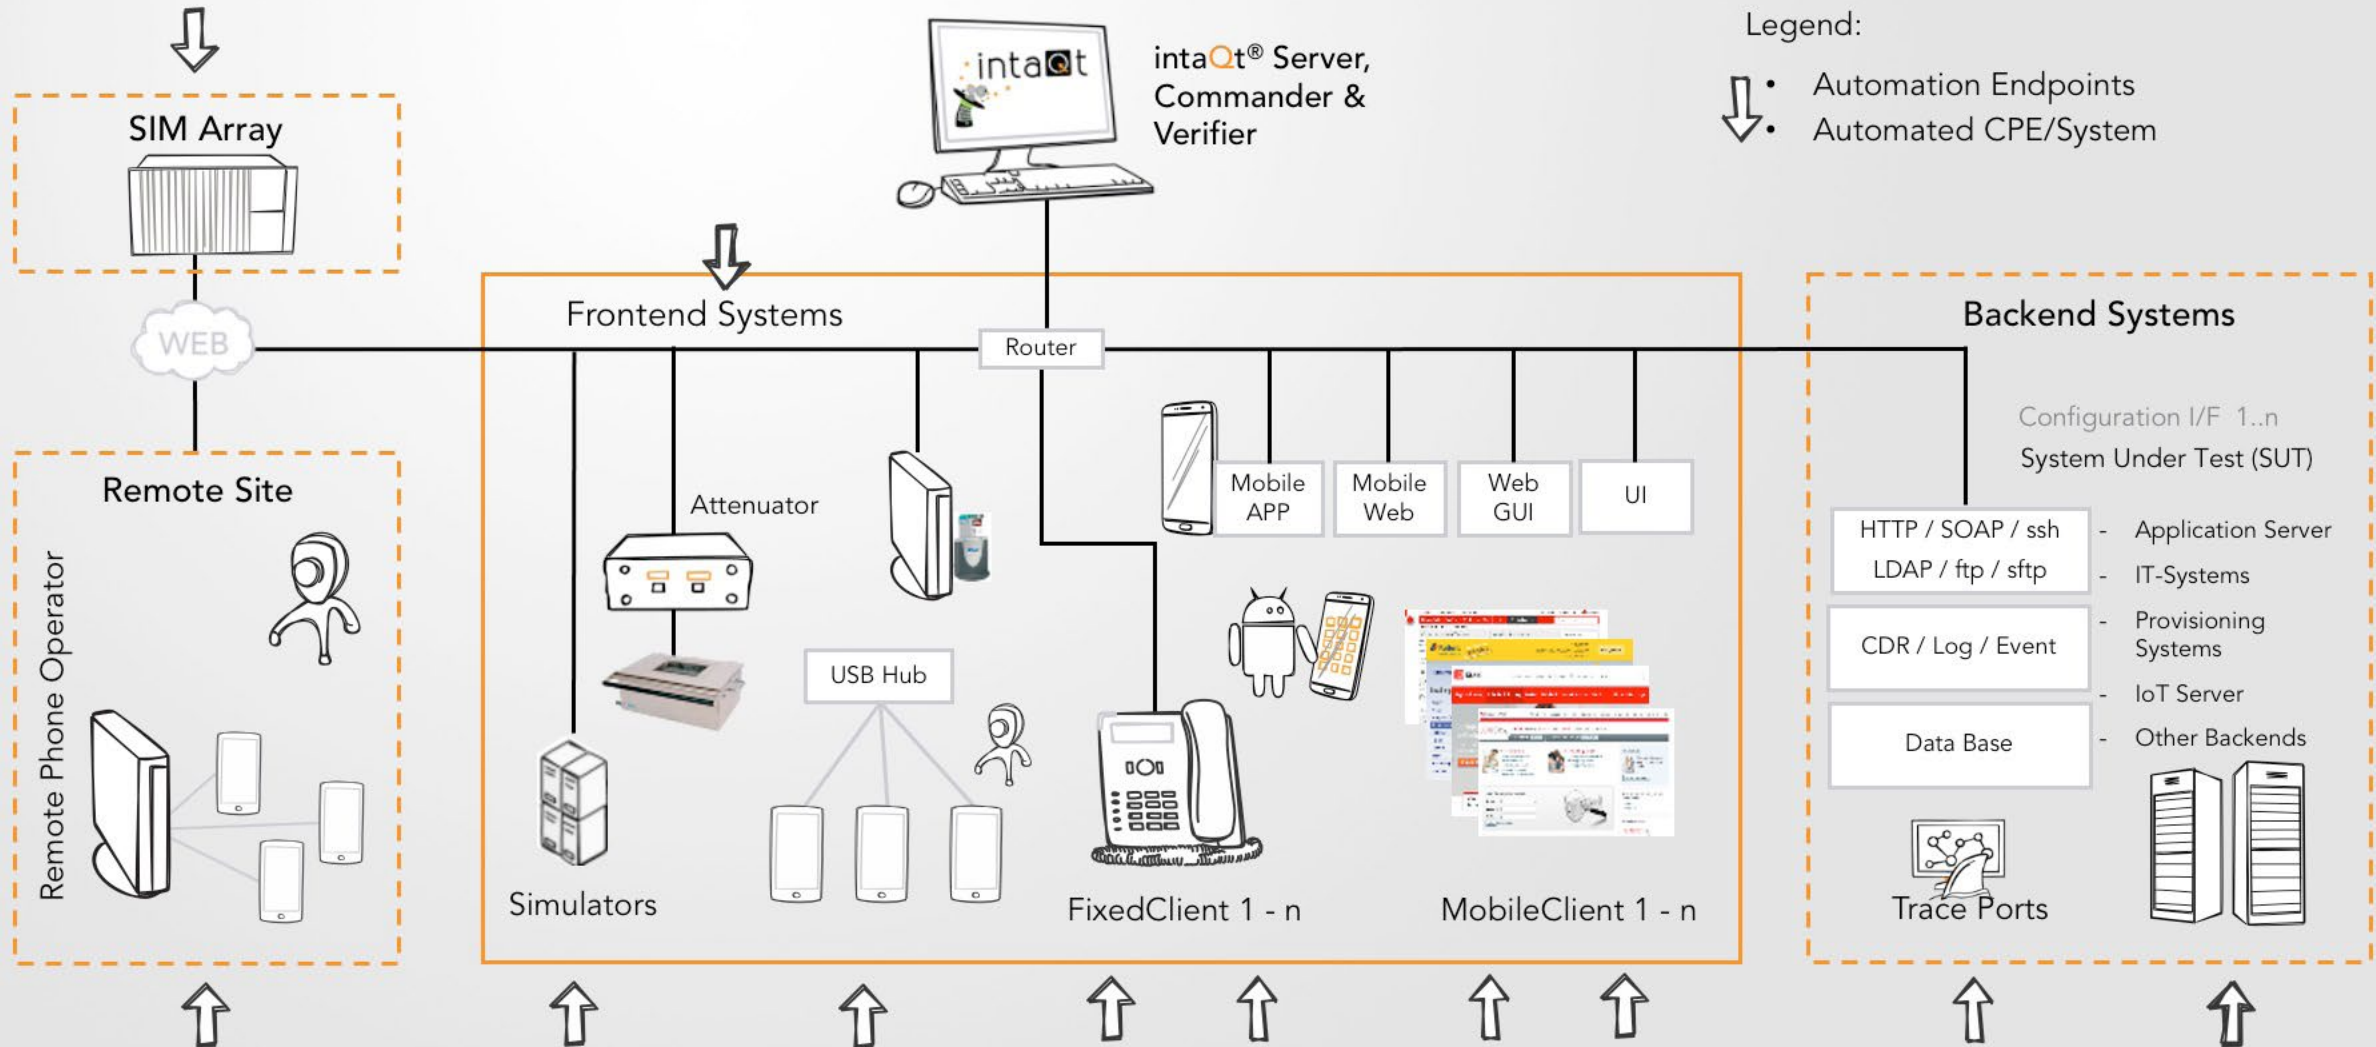 Legend:
Automation Endpoints
Automated CPE/System
intaQt
intaQt® Server,
Commander &
Verifier
SIM Array
WEB
Remote Site
Remote Phone Operator
Frontend Systems
Router
Attenuator
USB Hub
Simulators
Mobile
APP
Mobile
Web
Web
GUI
UI
FixedClient 1 - n
MobileClient 1 - n
Backend Systems
Configuration I/F 1..n
System Under Test (SUT)
HTTP / SOAP / ssh
LDAP / ftp / sftp
CDR / Log / Event
Data Base
- Application Server
- IT-Systems
- Provisioning
Systems
- IoT Server
- Other Backends
Trace Ports